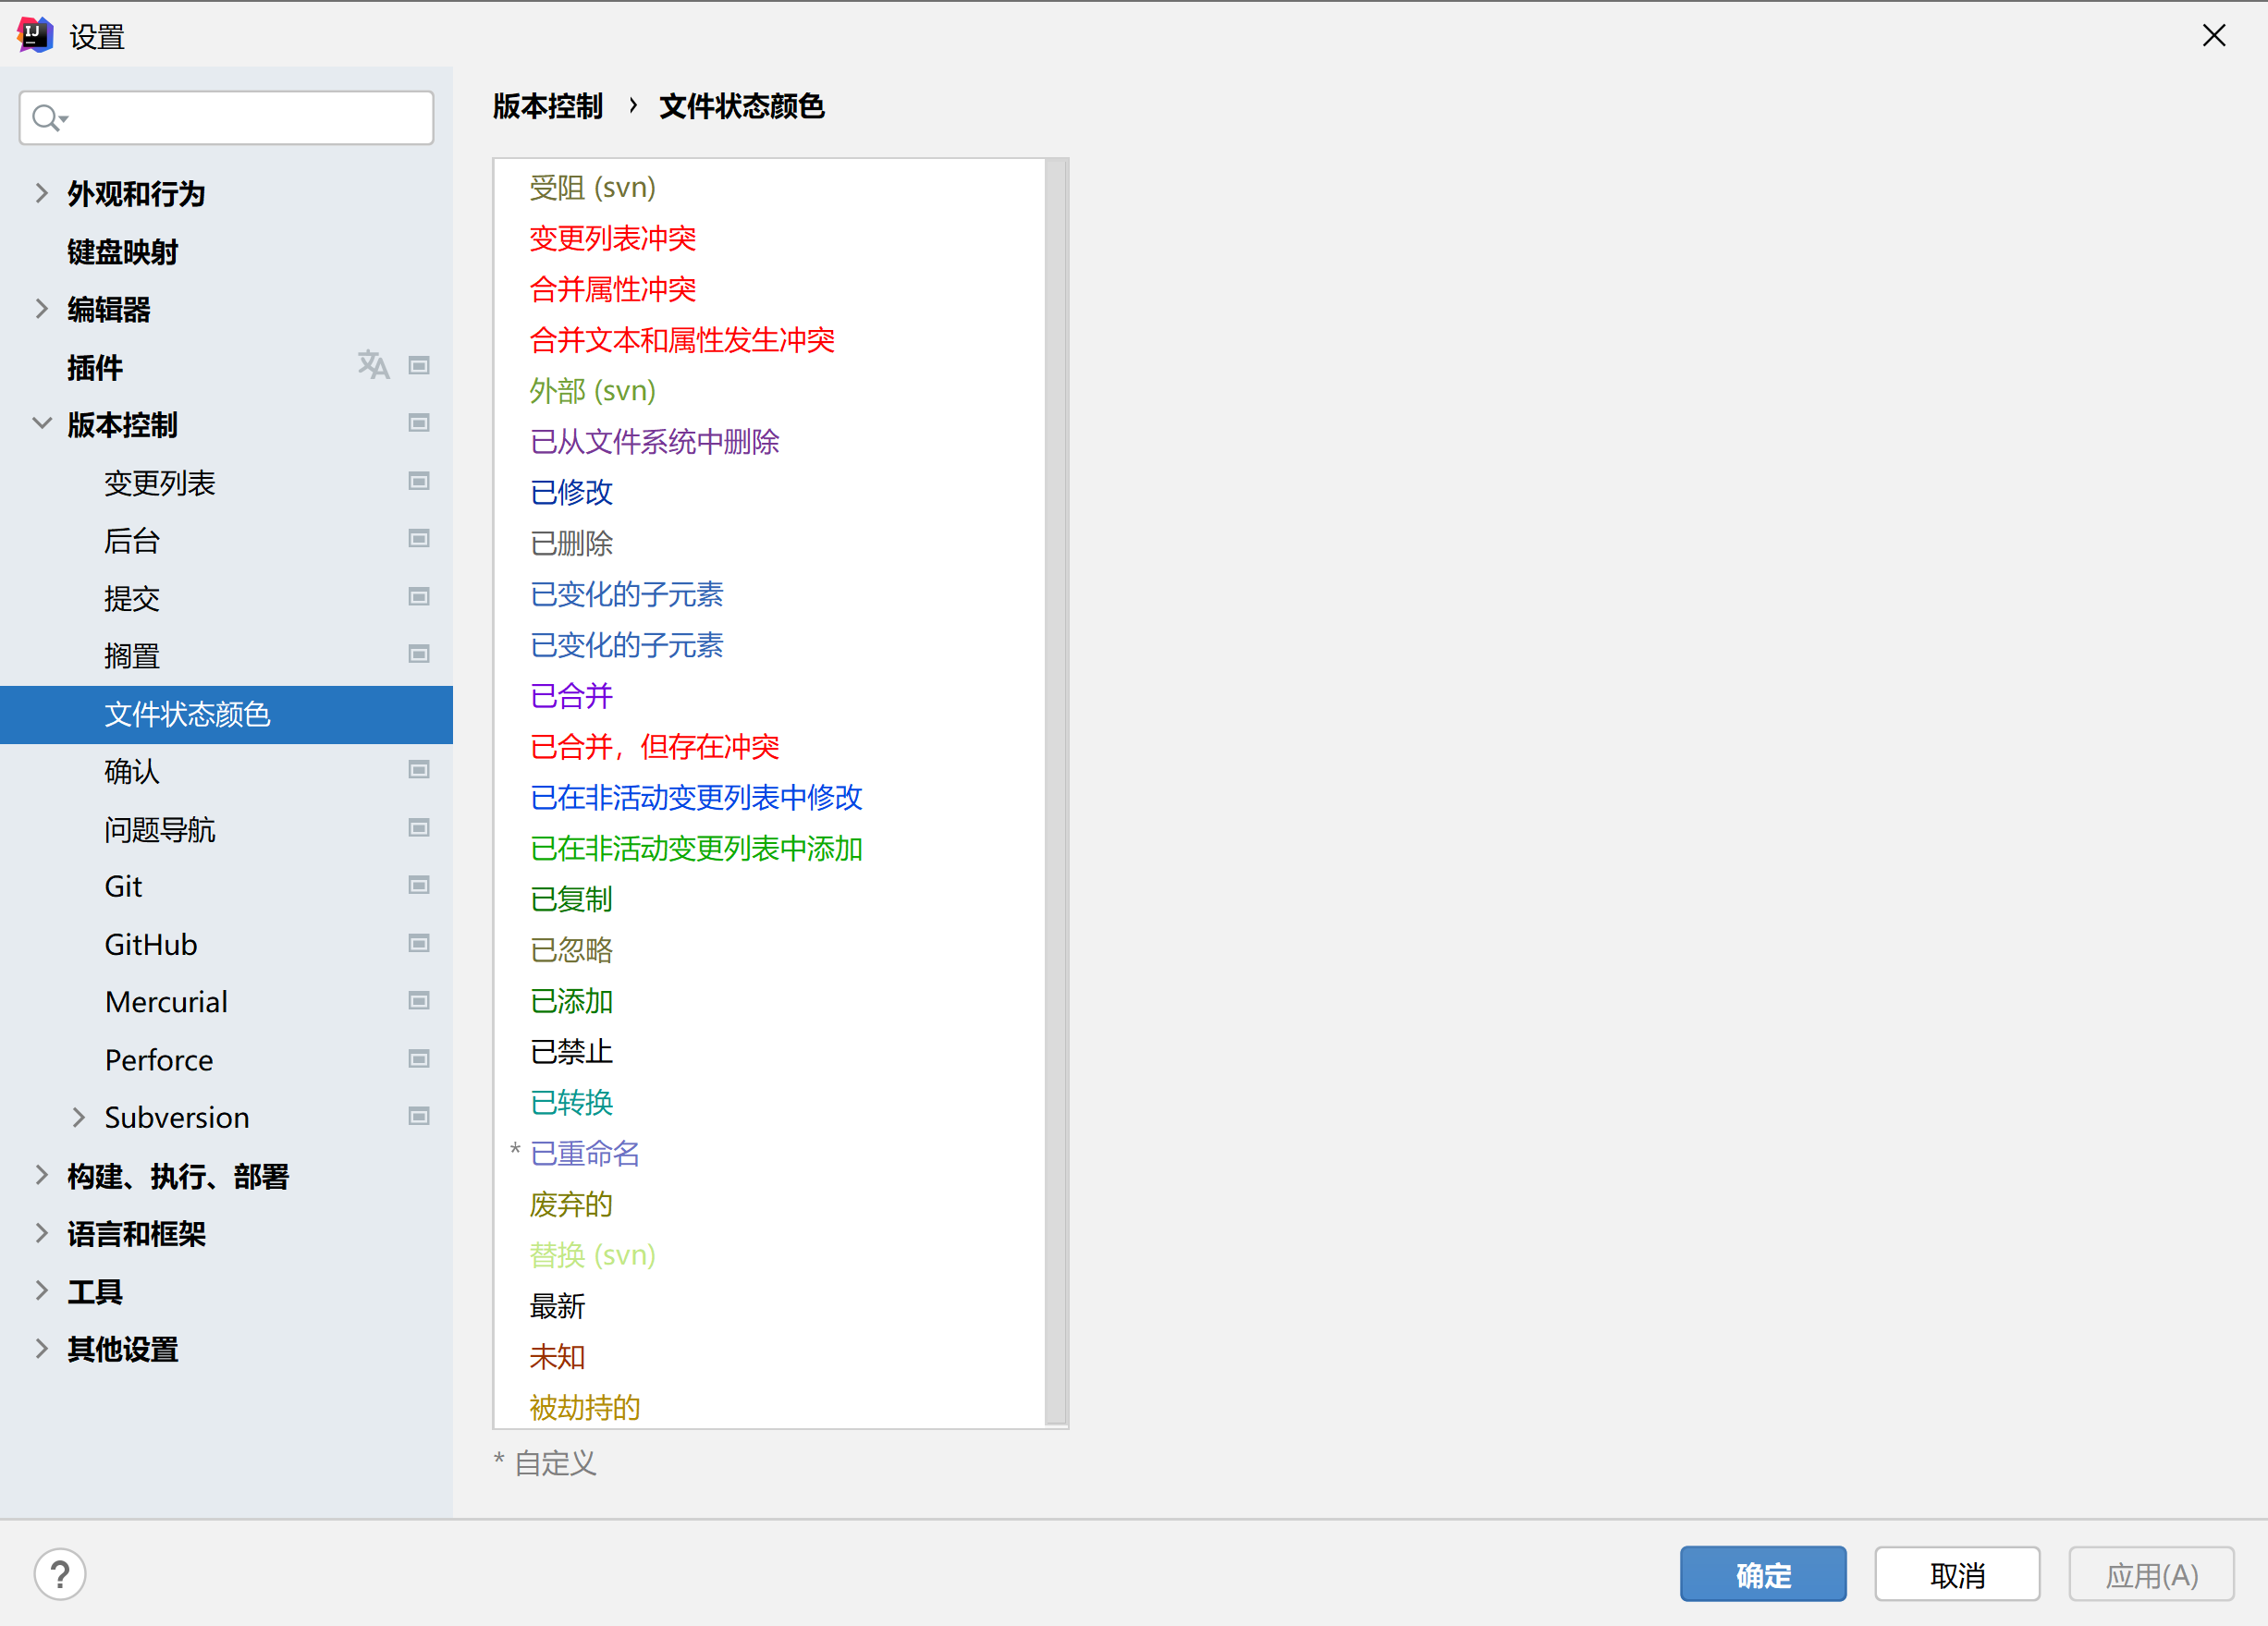 设置
外观和行为
键盘映射
编辑器
插件
版本控制
变更列表
后台
提交
搁置
文件状态颜色
确认
问题导航
Git
GitHub
Mercurial
Perforce
Subversion
构建、执行、部署
语言和框架
工具
其他设置
版本控制 › 文件状态颜色
受阻 (svn)
变更列表冲突
合并属性冲突
合并文本和属性发生冲突
外部 (svn)
已从文件系统中删除
已修改
已删除
已变化的子元素
已变化的子元素
已合并
已合并，但存在冲突
已在非活动变更列表中修改
已在非活动变更列表中添加
已复制
已忽略
已添加
已禁止
已转换
* 已重命名
废弃的
替换 (svn)
最新
未知
被劫持的
* 自定义
?
确定
取消
应用(A)